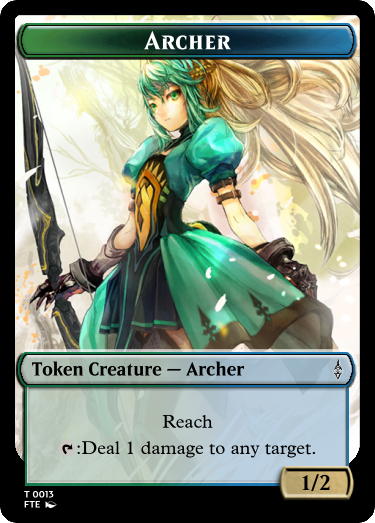 Archer
Token Creature — Archer
Reach
:Deal 1 damage to any target.
1/2
T 0013
FTE